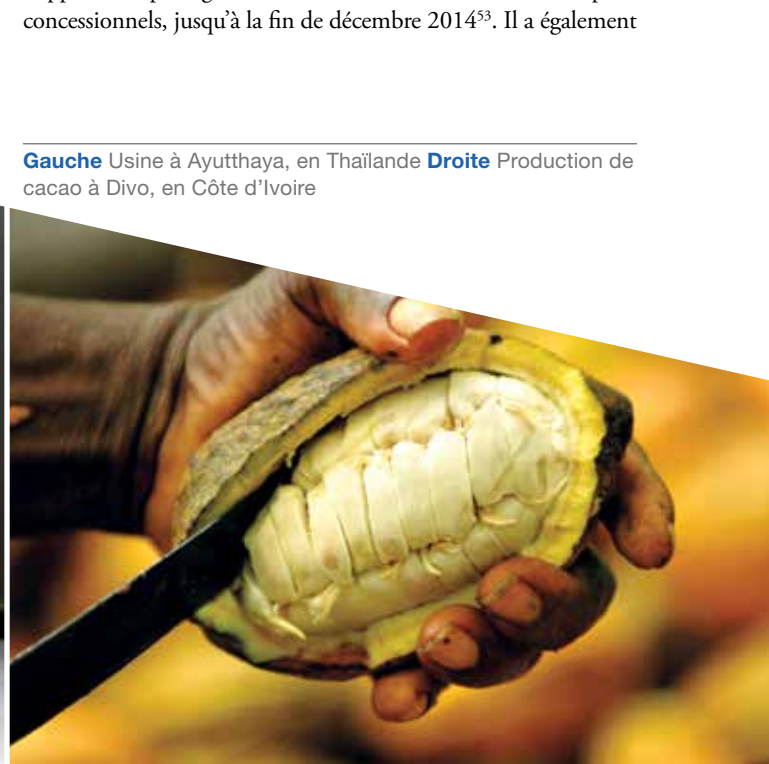 concessionnels, jusqu’à la fin de décembre 2014⁵³. Il a également
Gauche Usine à Ayutthaya, en Thaïlande Droite Production de
cacao à Divo, en Côte d’Ivoire